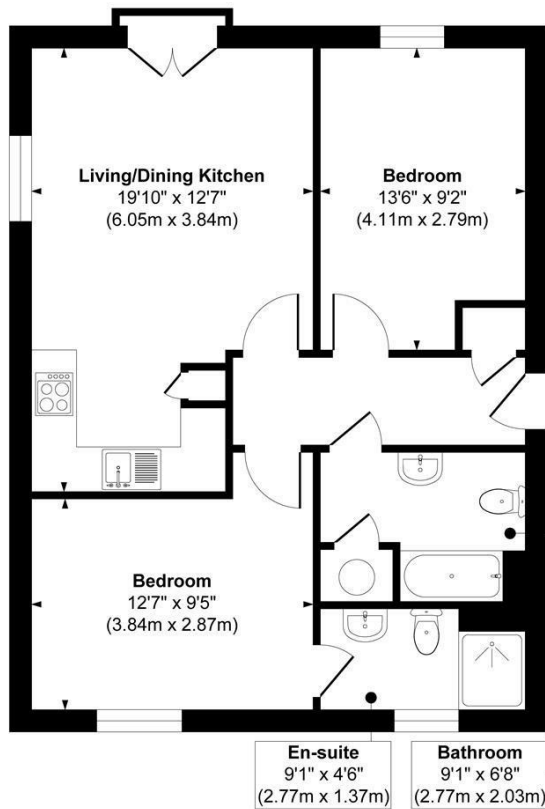 Living/Dining Kitchen
19'10" x 12'7"
(6.05m x 3.84m)
Bedroom
13'6" x 9'2"
(4.11m x 2.79m)
Bedroom
12'7" x 9'5"
(3.84m x 2.87m)
En-suite
9'1" x 4'6"
(2.77m x 1.37m)
Bathroom
9'1" x 6'8"
(2.77m x 2.03m)